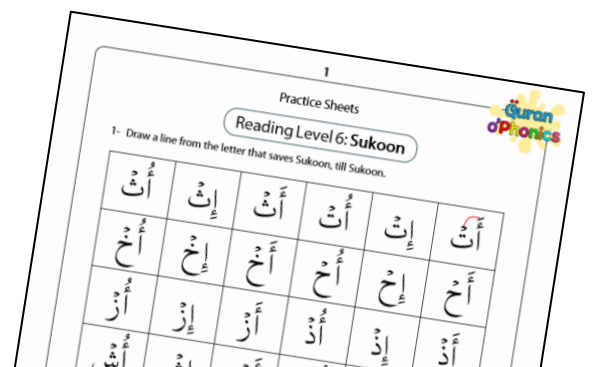 1
Quran
o'Phonics
Practice Sheets
Reading Level 6: Sukoon
1- Draw a line from the letter that saves Sukoon, till Sukoon.
أَتْ إِتْ أُتْ أَثْ إِثْ أُثْ
أَحْ إِحْ أُحْ أَخْ إِخْ أُخْ
أَذْ إِذْ أُذْ أَزْ إِزْ أُزْ